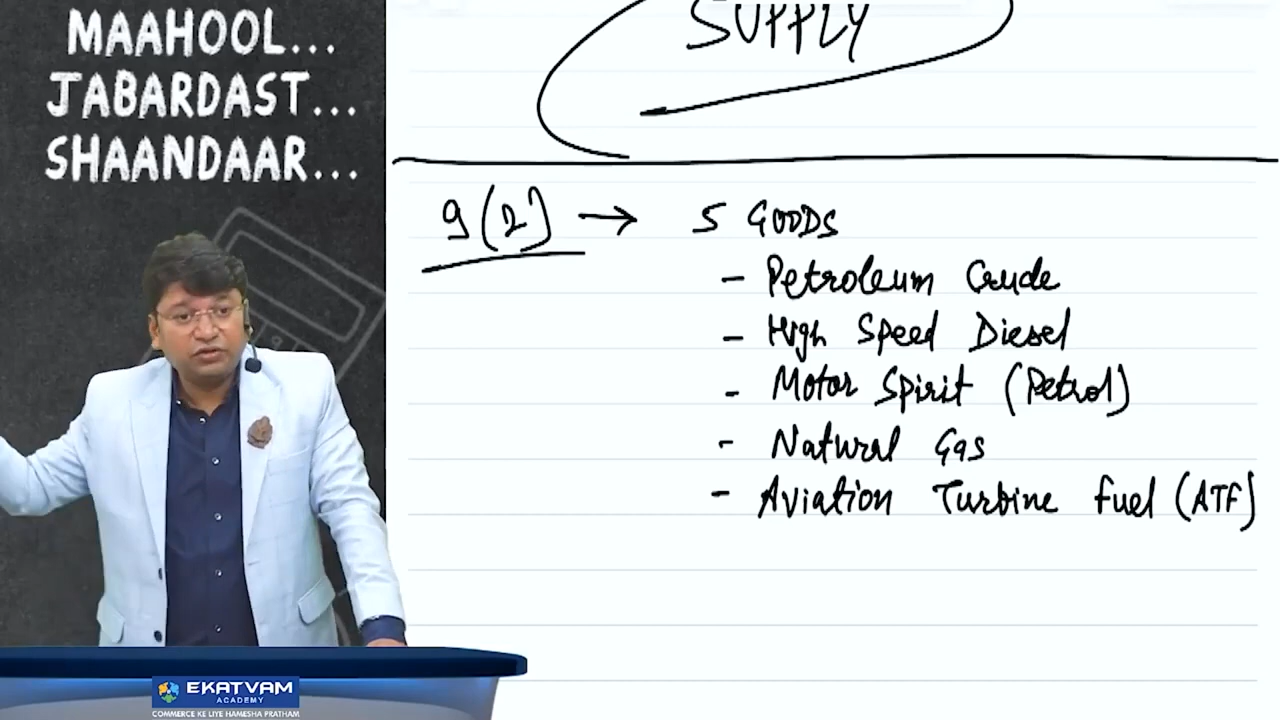 MAAHOOL...
JABARDAST...
SHAANDAAR...
SUPPLY
9(2) → 5 GOODS
- Petroleum Crude
- High Speed Diesel
- Motor Spirit (Petrol)
- Natural Gas
- Aviation Turbine Fuel (ATF)
EKATVAM
ACADEMY
COMMERCE KE LIYE HAMESHA PRATHAM